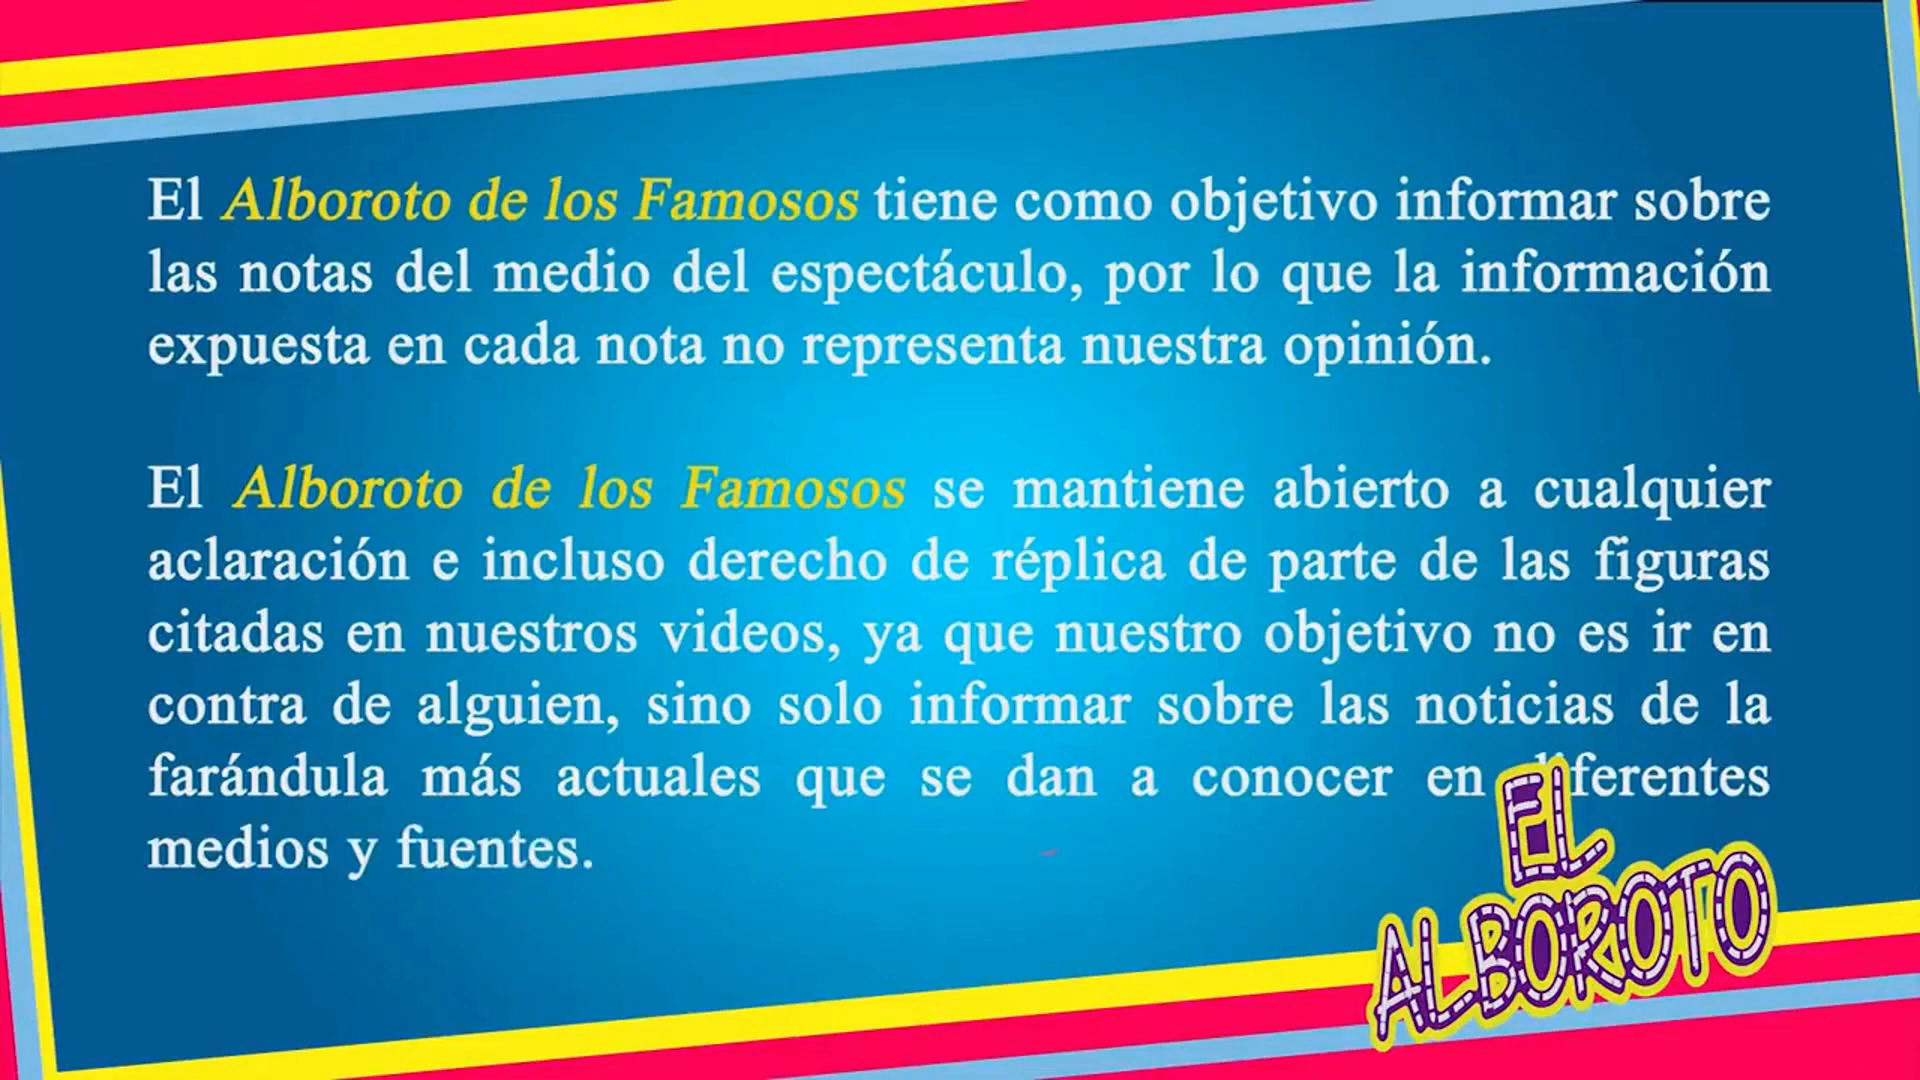 El Alboroto de los Famosos tiene como objetivo informar sobre
las notas del medio del espectáculo, por lo que la información
expuesta en cada nota no representa nuestra opinión.
El Alboroto de los Famosos se mantiene abierto a cualquier
aclaración e incluso derecho de réplica de parte de las figuras
citadas en nuestros videos, ya que nuestro objetivo no es ir en
contra de alguien, sino solo informar sobre las noticias de la
farándula más actuales que se dan a conocer en diferentes
medios y fuentes.
EL
ALBOROTO